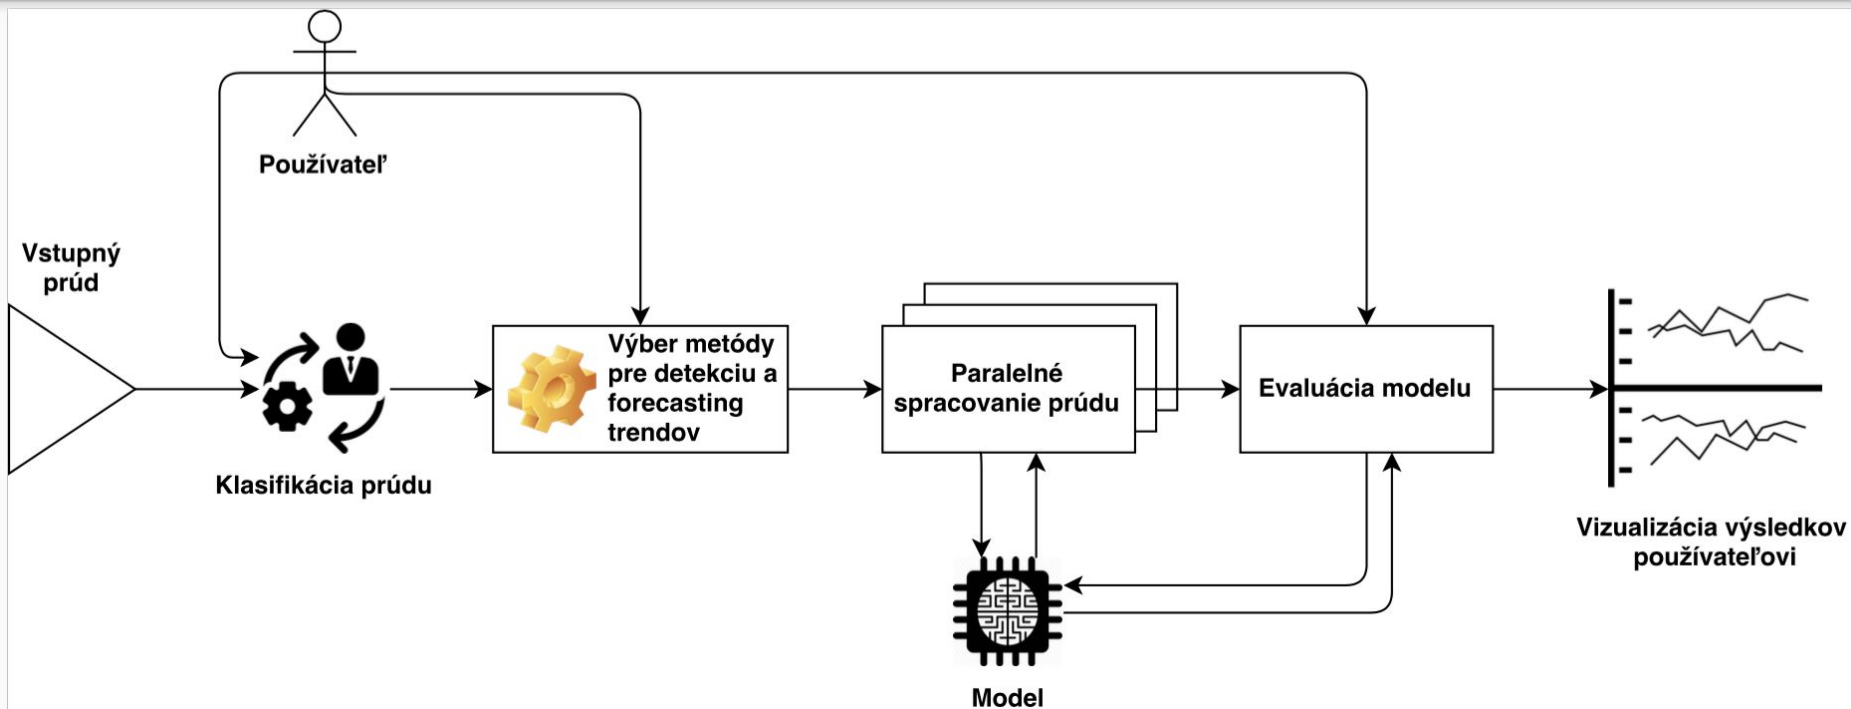 Používateľ
Vstupný
prúd
Klasifikácia prúdu
Výber metódy
pre detekciu a
forecasting
trendov
Paralelné
spracovanie prúdu
Evaluácia modelu
Vizualizácia výsledkov
používateľovi
Model